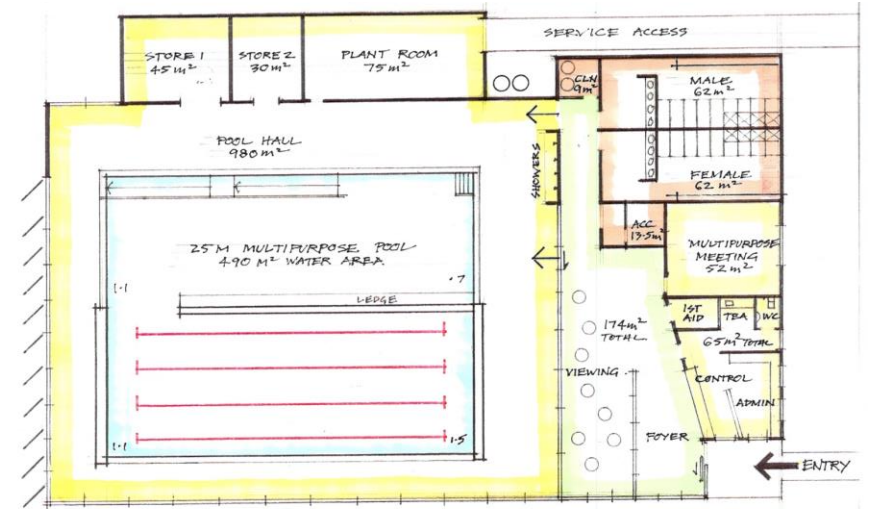 SERVICE ACCESS
STORE 1
45m²
STORE 2
30m²
PLANT ROOM
75m²
CLN
9m²
MALE
62m²
POOL HALL
980m²
SHOWERS
FEMALE
62m²
ACC
13.5m²
25M MULTIPURPOSE POOL
490 M² WATER AREA
MULTIPURPOSE
MEETING
52m²
1.1
.7
LEDGE
1ST
AID
TEA
WC
174m²
TOTAL
65m² TOTAL
VIEWING
CONTROL
ADMIN
1.1
1.5
FOYER
ENTRY